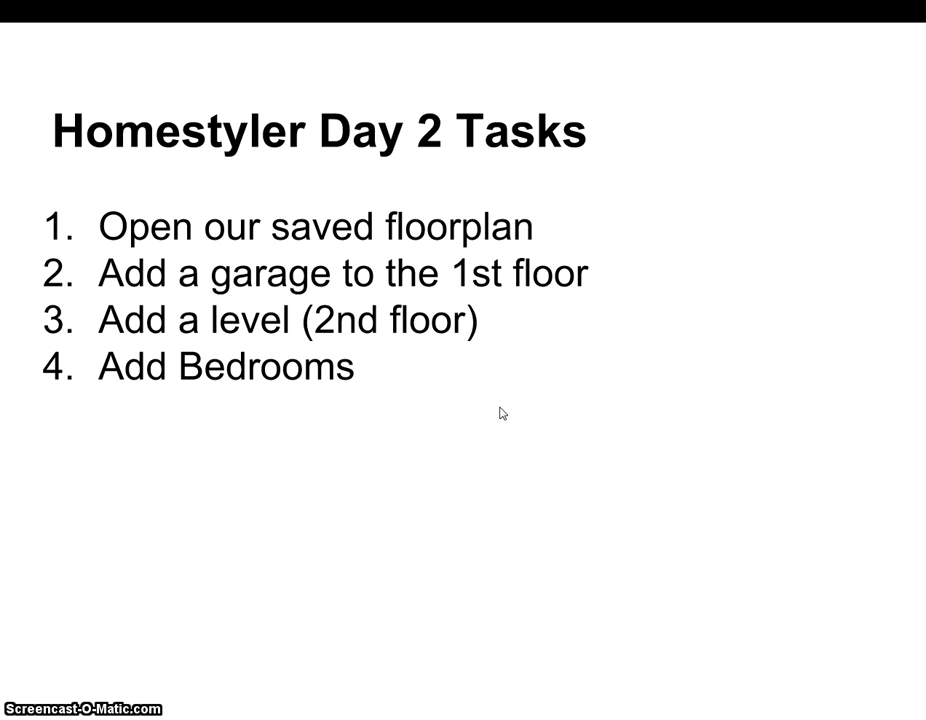 Homestyler Day 2 Tasks
1. Open our saved floorplan
2. Add a garage to the 1st floor
3. Add a level (2nd floor)
4. Add Bedrooms
Screencast-O-Matic.com